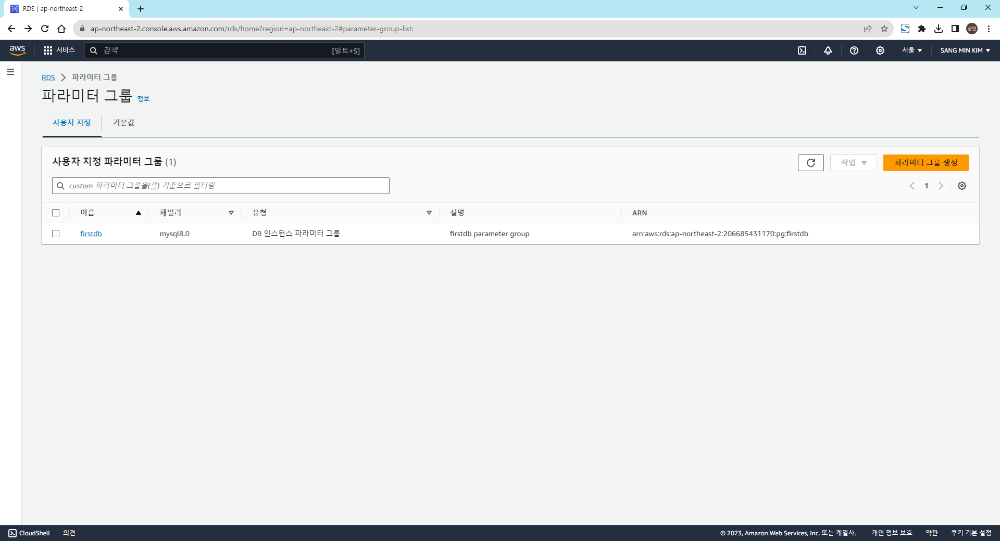 RDS | ap-northeast-2
ap-northeast-2.console.aws.amazon.com/rds/home?region=ap-northeast-2#parameter-group-list:
상민
aws 서비스 검색 [알트+S] 서울 SANG MIN KIM
RDS 파라미터 그룹
파라미터 그룹 정보
사용자 지정 기본값
사용자 지정 파라미터 그룹 (1) 작업 파라미터 그룹 생성
custom 파라미터 그룹을(를) 기준으로 필터링 1
이름 패밀리 유형 설명 ARN
firstdb mysql8.0 DB 인스턴스 파라미터 그룹 firstdb parameter group arn:aws:rds:ap-northeast-2:206685431170:pg:firstdb
CloudShell 의견 © 2023, Amazon Web Services, Inc. 또는 계열사. 개인 정보 보호 약관 쿠키 기본 설정